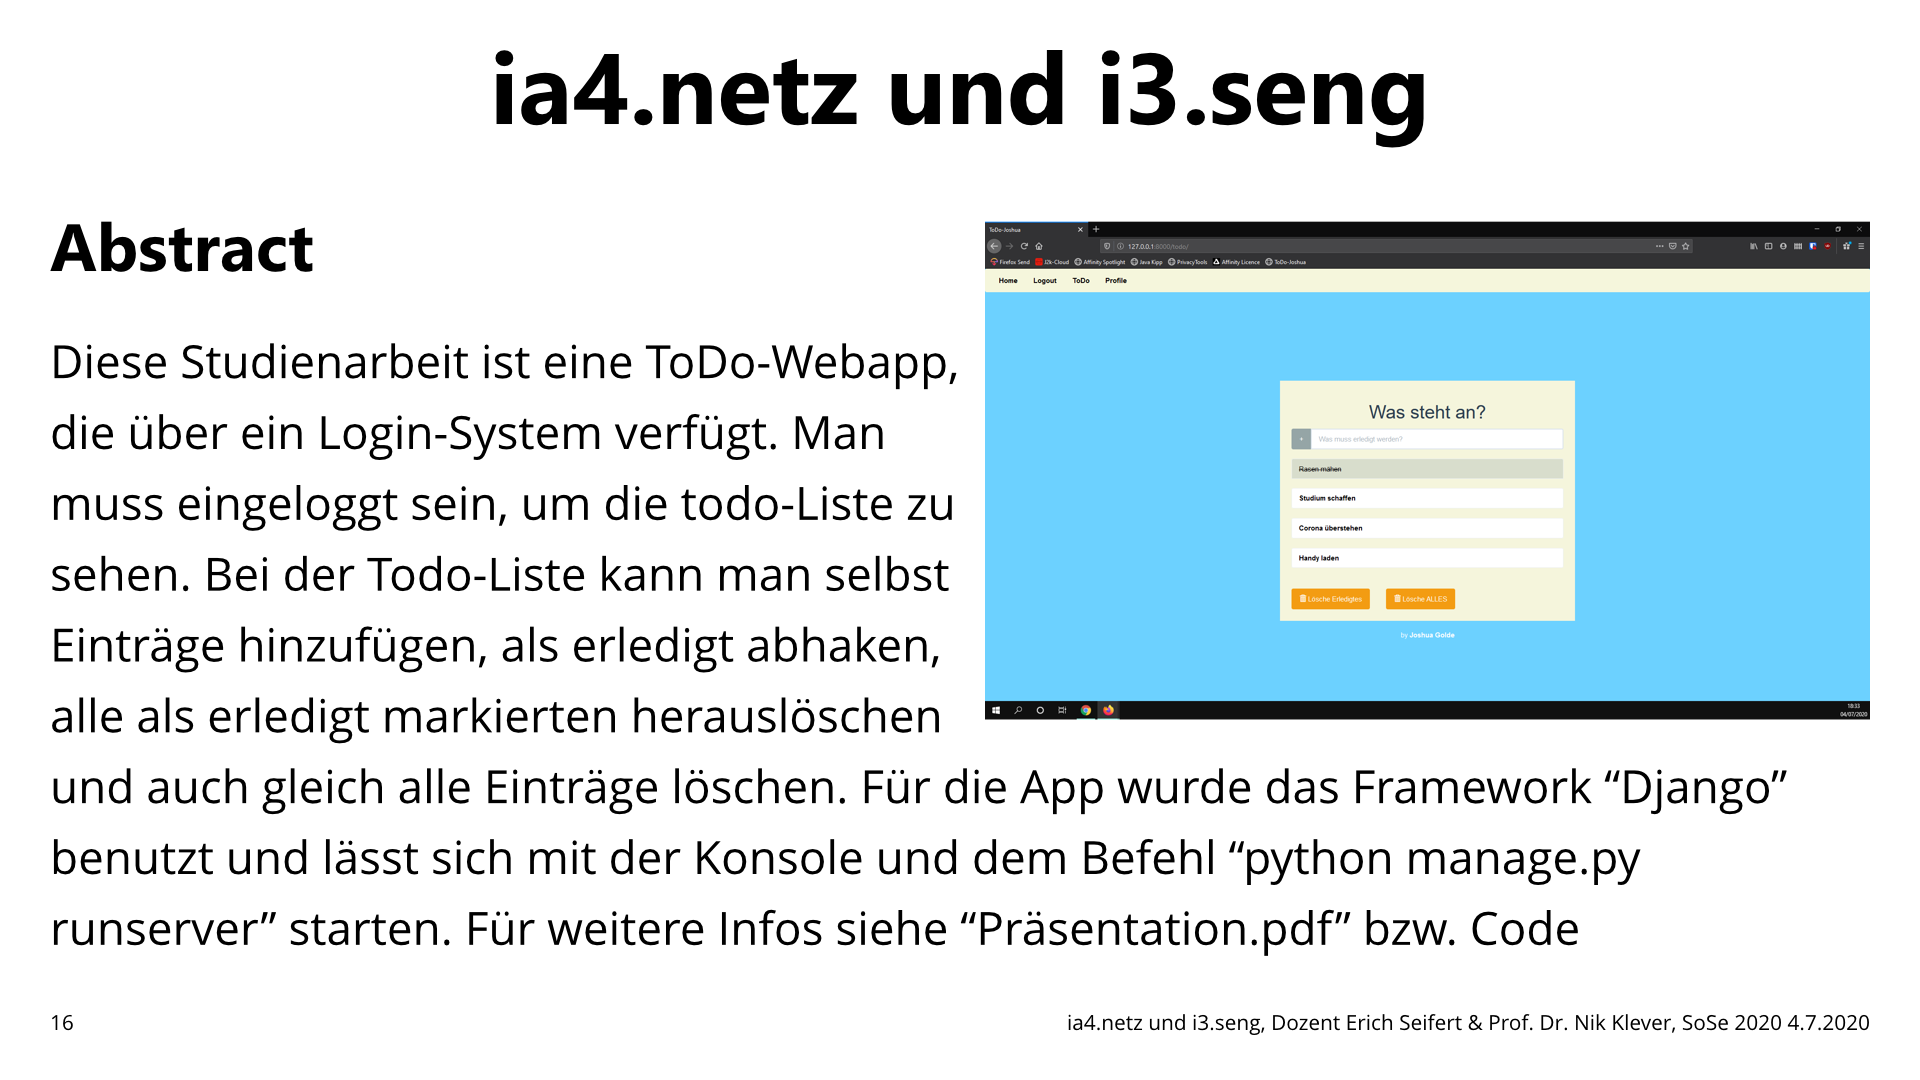 ia4.netz und i3.seng
Abstract
Diese Studienarbeit ist eine ToDo-Webapp,
die über ein Login-System verfügt. Man
muss eingeloggt sein, um die todo-Liste zu
sehen. Bei der Todo-Liste kann man selbst
Einträge hinzufügen, als erledigt abhaken,
alle als erledigt markierten herauslöschen
und auch gleich alle Einträge löschen. Für die App wurde das Framework “Django”
benutzt und lässt sich mit der Konsole und dem Befehl “python manage.py
runserver” starten. Für weitere Infos siehe “Präsentation.pdf” bzw. Code
ToDo-Joshua
127.0.0.1:8000/todo/
Firefox Send J2k-Cloud Affinity Spotlight Java Kipp PrivacyTools Affinity Licence ToDo-Joshua
Home Logout ToDo Profile
Was steht an?
+ Was muss erledigt werden?
Rasen mähen
Studium schaffen
Corona überstehen
Handy laden
Lösche Erledigtes Lösche ALLES
by Joshua Golde
18:33
04/07/2020
16
ia4.netz und i3.seng, Dozent Erich Seifert & Prof. Dr. Nik Klever, SoSe 2020 4.7.2020